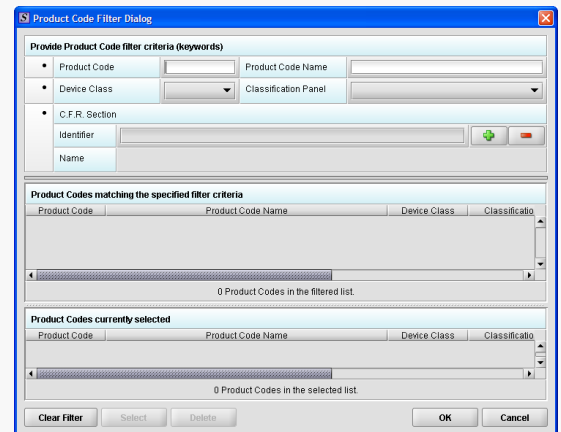 Product Code Filter Dialog
Provide Product Code filter criteria (keywords)
Product Code
Product Code Name
Device Class
Classification Panel
C.F.R. Section
Identifier
Name
Product Codes matching the specified filter criteria
Product Code Product Code Name Device Class Classificatio
0 Product Codes in the filtered list.
Product Codes currently selected
Product Code Product Code Name Device Class Classificatio
0 Product Codes in the selected list.
Clear Filter Select Delete OK Cancel